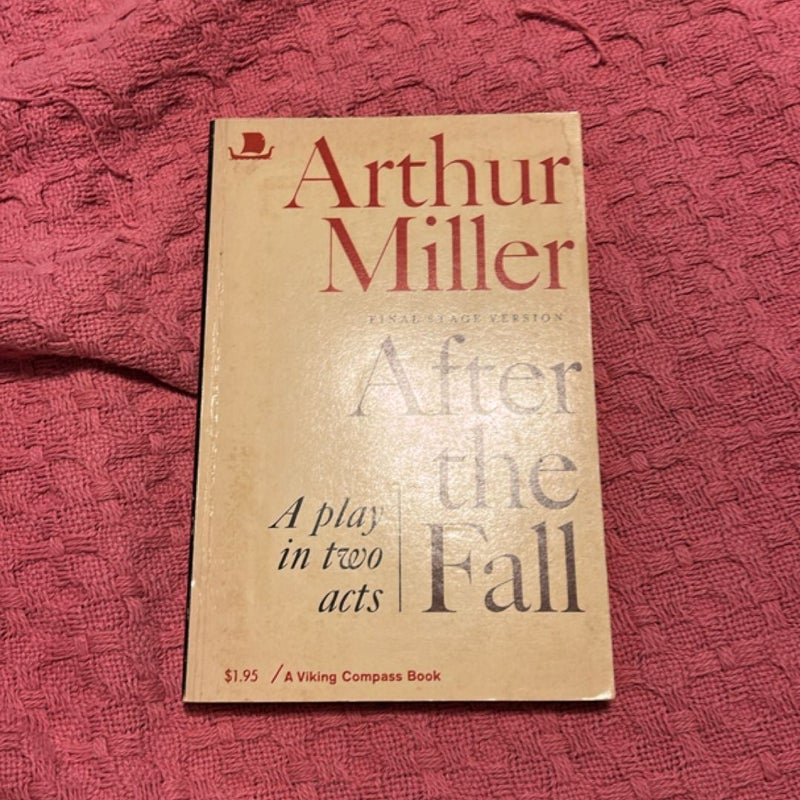 Arthur
Miller
FINAL STAGE VERSION
After
the
Fall
A play
in two
acts
$1.95 / A Viking Compass Book